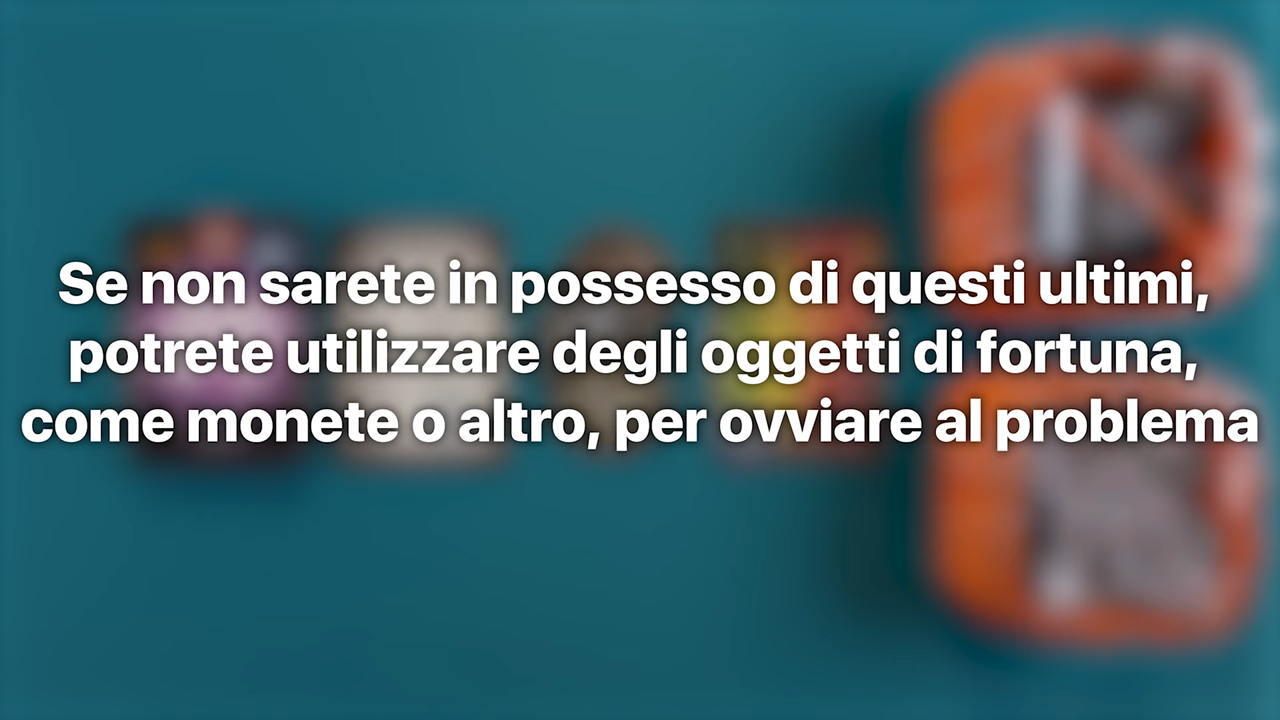 Se non sarete in possesso di questi ultimi,
potrete utilizzare degli oggetti di fortuna,
come monete o altro, per ovviare al problema